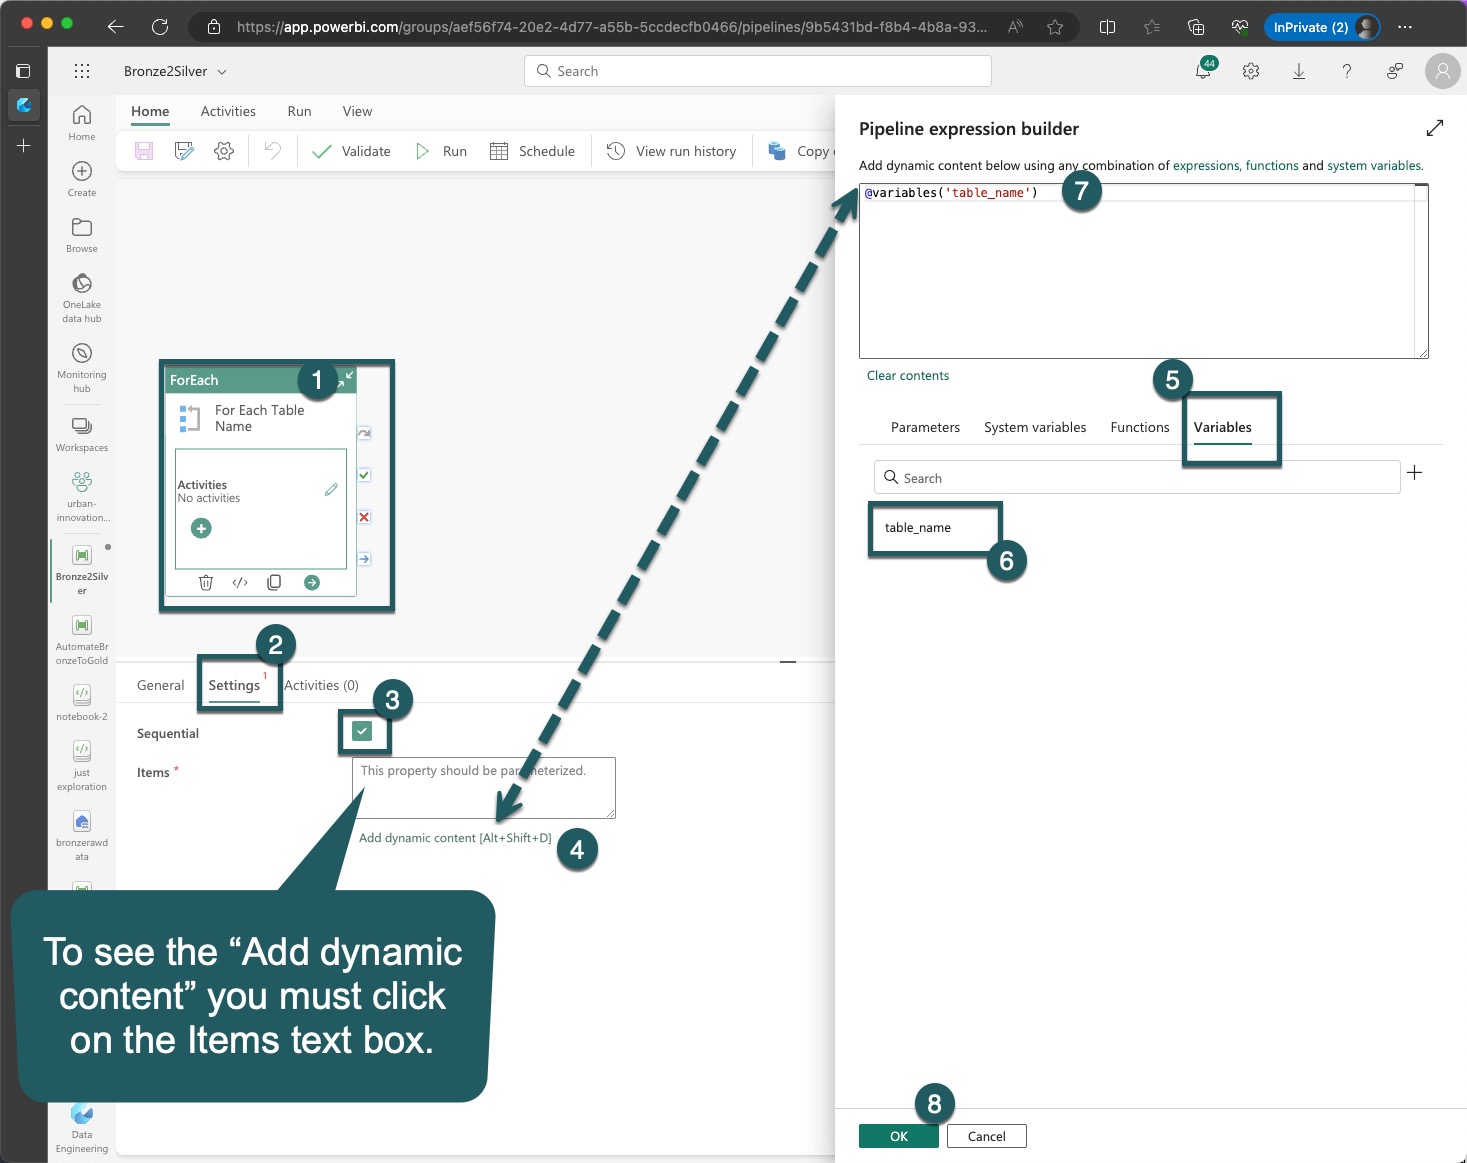 https://app.powerbi.com/groups/aef56f74-20e2-4d77-a55b-5ccdecfb0466/pipelines/9b5431bd-f8b4-4b8a-93...
InPrivate (2)
Bronze2Silver
Search
44
Home
Create
Browse
OneLake
data hub
Monitoring
hub
Workspaces
urban-
innovation...
Bronze2Silv
er
AutomateBr
onzeToGold
notebook-2
just
exploration
bronzerawd
ata
Data
Engineering
Home
Activities
Run
View
Validate
Run
Schedule
View run history
Copy
1
ForEach
For Each Table
Name
Activities
No activities
2
General
Settings 1
Activities (0)
3
Sequential
Items *
This property should be parameterized.
Add dynamic content [Alt+Shift+D]
4
To see the “Add dynamic
content” you must click
on the Items text box.
Pipeline expression builder
Add dynamic content below using any combination of expressions, functions and system variables.
@variables('table_name')
7
Clear contents
5
Parameters
System variables
Functions
Variables
Search
table_name
6
8
OK
Cancel